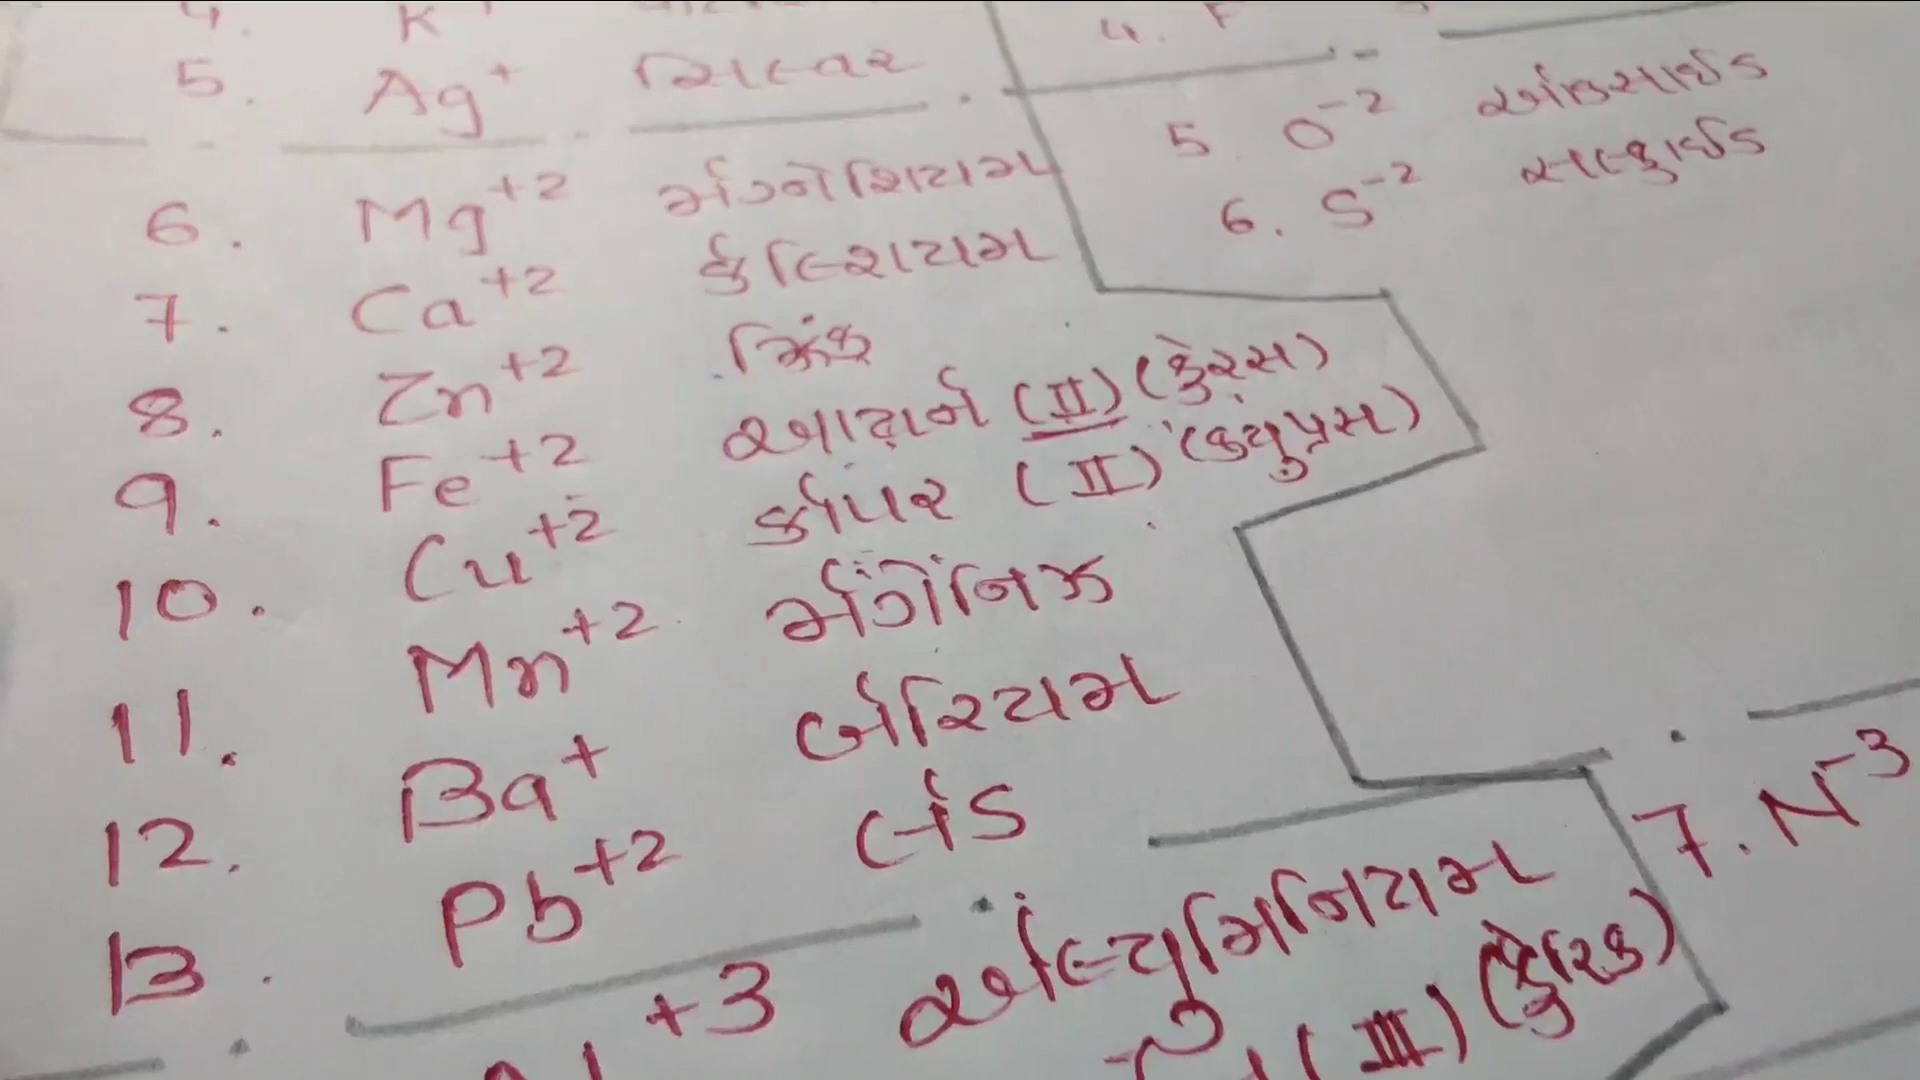 4. K
5. Ag+ સિલ્વર
6. Mg+2 મેગ્નેશિયમ
7. Ca+2 કેલ્શિયમ
8. Zn+2 ઝિંક
9. Fe+2 આયર્ન (II) (ફેરસ)
10. Cu+2 કોપર (II) (ક્યુપ્રસ)
11. Mn+2 મેંગેનિઝ
12. Ba+ બેરિયમ
13. Pb+2 લેડ
+3 એલ્યુમિનિયમ
(III) (ફેરિક)
4. F
5. O-2 ઓક્સાઈડ
6. S-2 સલ્ફાઈડ
7. N-3